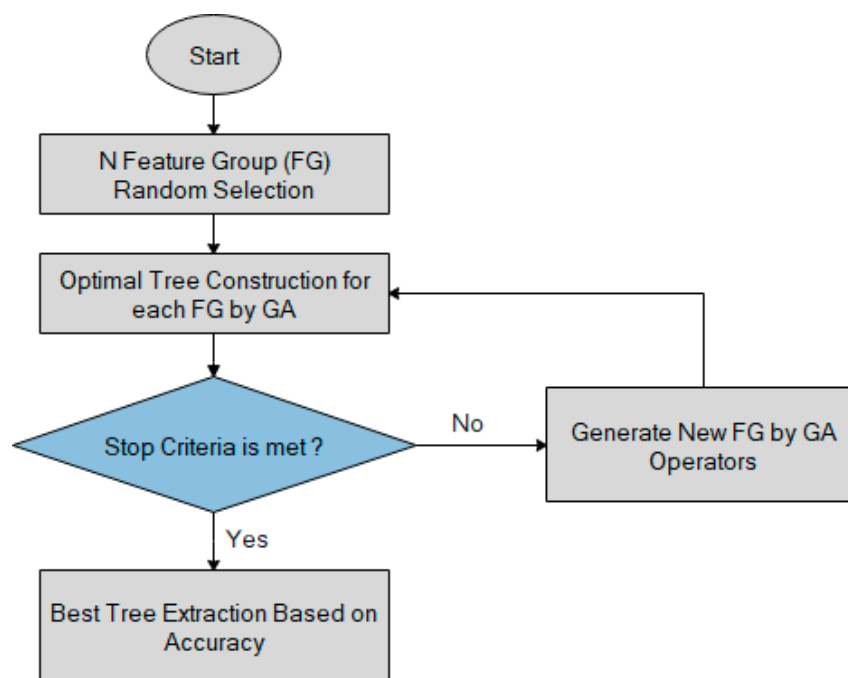 Start
N Feature Group (FG)
Random Selection
Optimal Tree Construction for
each FG by GA
Stop Criteria is met ?
No
Generate New FG by GA
Operators
Yes
Best Tree Extraction Based on
Accuracy